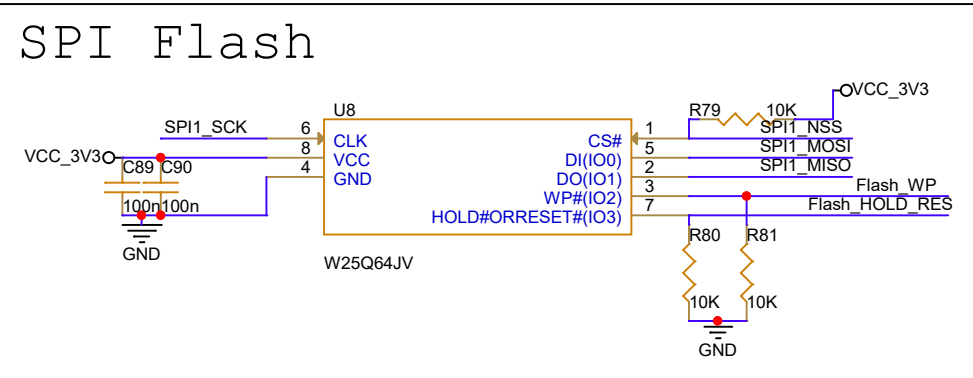 SPI Flash
VCC_3V3
U8
R79 10K
SPI1_SCK 6 CLK CS# 1 SPI1_NSS
VCC_3V3 8 VCC DI(IO0) 5 SPI1_MOSI
4 GND DO(IO1) 2 SPI1_MISO
WP#(IO2) 3 Flash_WP
HOLD#ORRESET#(IO3) 7 Flash_HOLD_RES
C89 C90
100n 100n
GND
W25Q64JV
R80 R81
10K 10K
GND